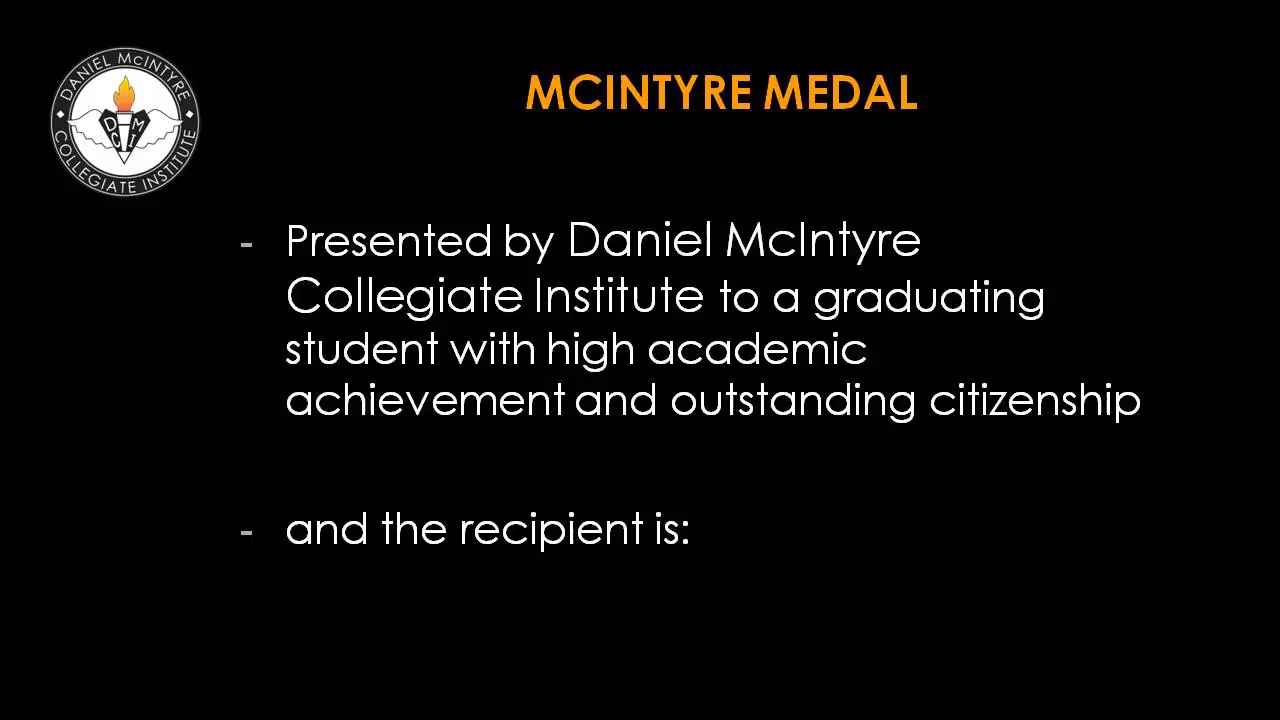 DANIEL McINTYRE
COLLEGIATE INSTITUTE
D M
C I
MCINTYRE MEDAL
- Presented by Daniel McIntyre
Collegiate Institute to a graduating
student with high academic
achievement and outstanding citizenship
- and the recipient is: